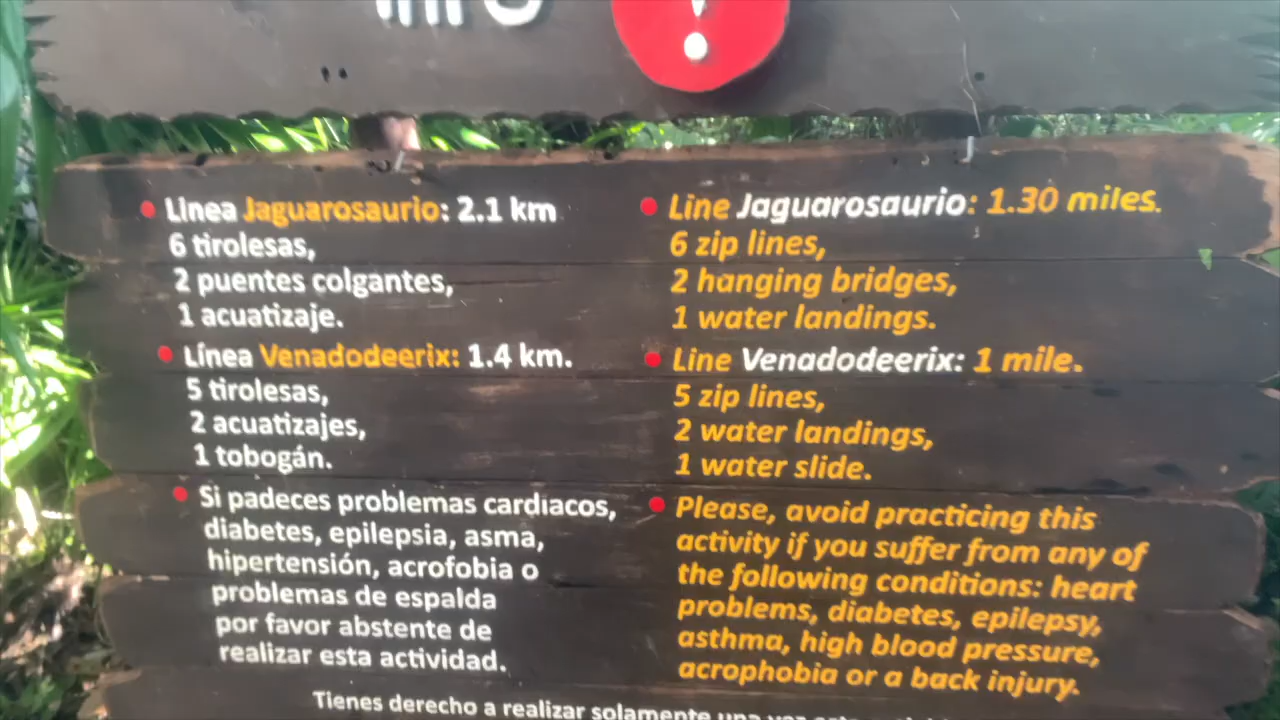 Info
Linea Jaguarosaurio: 2.1 km
6 tirolesas,
2 puentes colgantes,
1 acuatizaje.
Línea Venadodeerix: 1.4 km.
5 tirolesas,
2 acuatizajes,
1 tobogán.
Si padeces problemas cardiacos,
diabetes, epilepsia, asma,
hipertensión, acrofobia o
problemas de espalda
por favor abstente de
realizar esta actividad.
Line Jaguarosaurio: 1.30 miles.
6 zip lines,
2 hanging bridges,
1 water landings.
Line Venadodeerix: 1 mile.
5 zip lines,
2 water landings,
1 water slide.
Please, avoid practicing this
activity if you suffer from any of
the following conditions: heart
problems, diabetes, epilepsy,
asthma, high blood pressure,
acrophobia or a back injury.
Tienes derecho a realizar solamente una vez